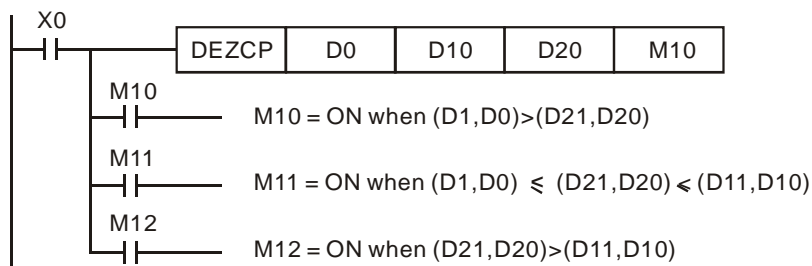 X0
DEZCP D0 D10 D20 M10
M10
M10 = ON when (D1,D0)>(D21,D20)
M11
M11 = ON when (D1,D0) ≤ (D21,D20) ≤ (D11,D10)
M12
M12 = ON when (D21,D20)>(D11,D10)